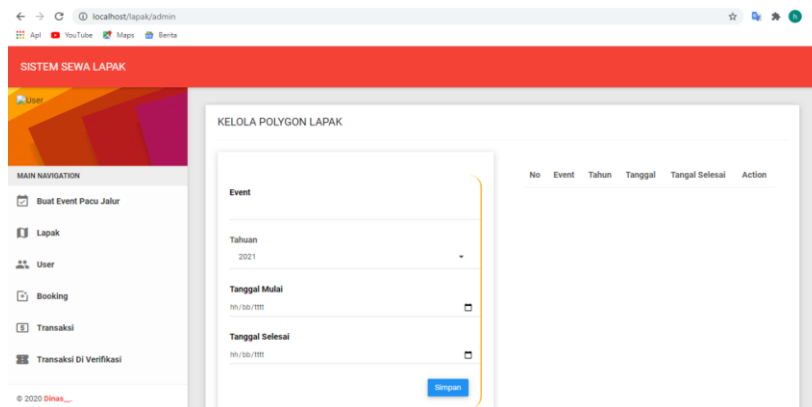 localhost/lapak/admin
h
Apl YouTube Maps Berita
SISTEM SEWA LAPAK
User
KELOLA POLYGON LAPAK
MAIN NAVIGATION
Buat Event Pacu Jalur
Lapak
User
Booking
Transaksi
Transaksi Di Verifikasi
© 2020 Dinas__.
Event
Tahuan
2021
Tanggal Mulai
hh/bb/tttt
Tanggal Selesai
hh/bb/tttt
Simpan
No Event Tahun Tanggal Tangal Selesai Action